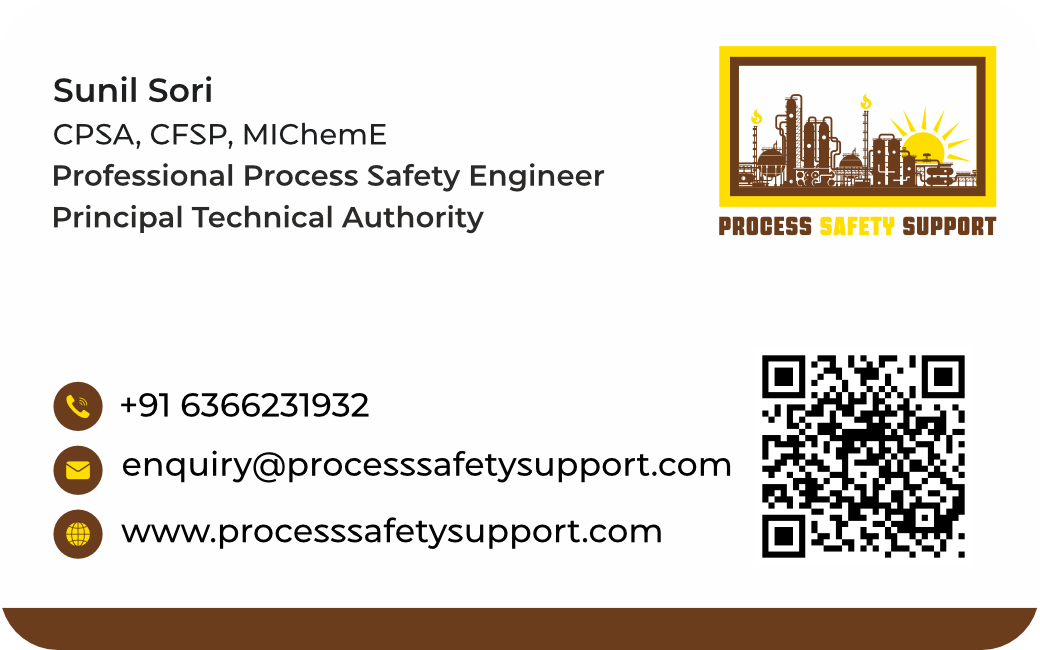 Sunil Sori
CPSA, CFSP, MIChemE
Professional Process Safety Engineer
Principal Technical Authority
PROCESS SAFETY SUPPORT
+91 6366231932
enquiry@processsafetysupport.com
www.processsafetysupport.com